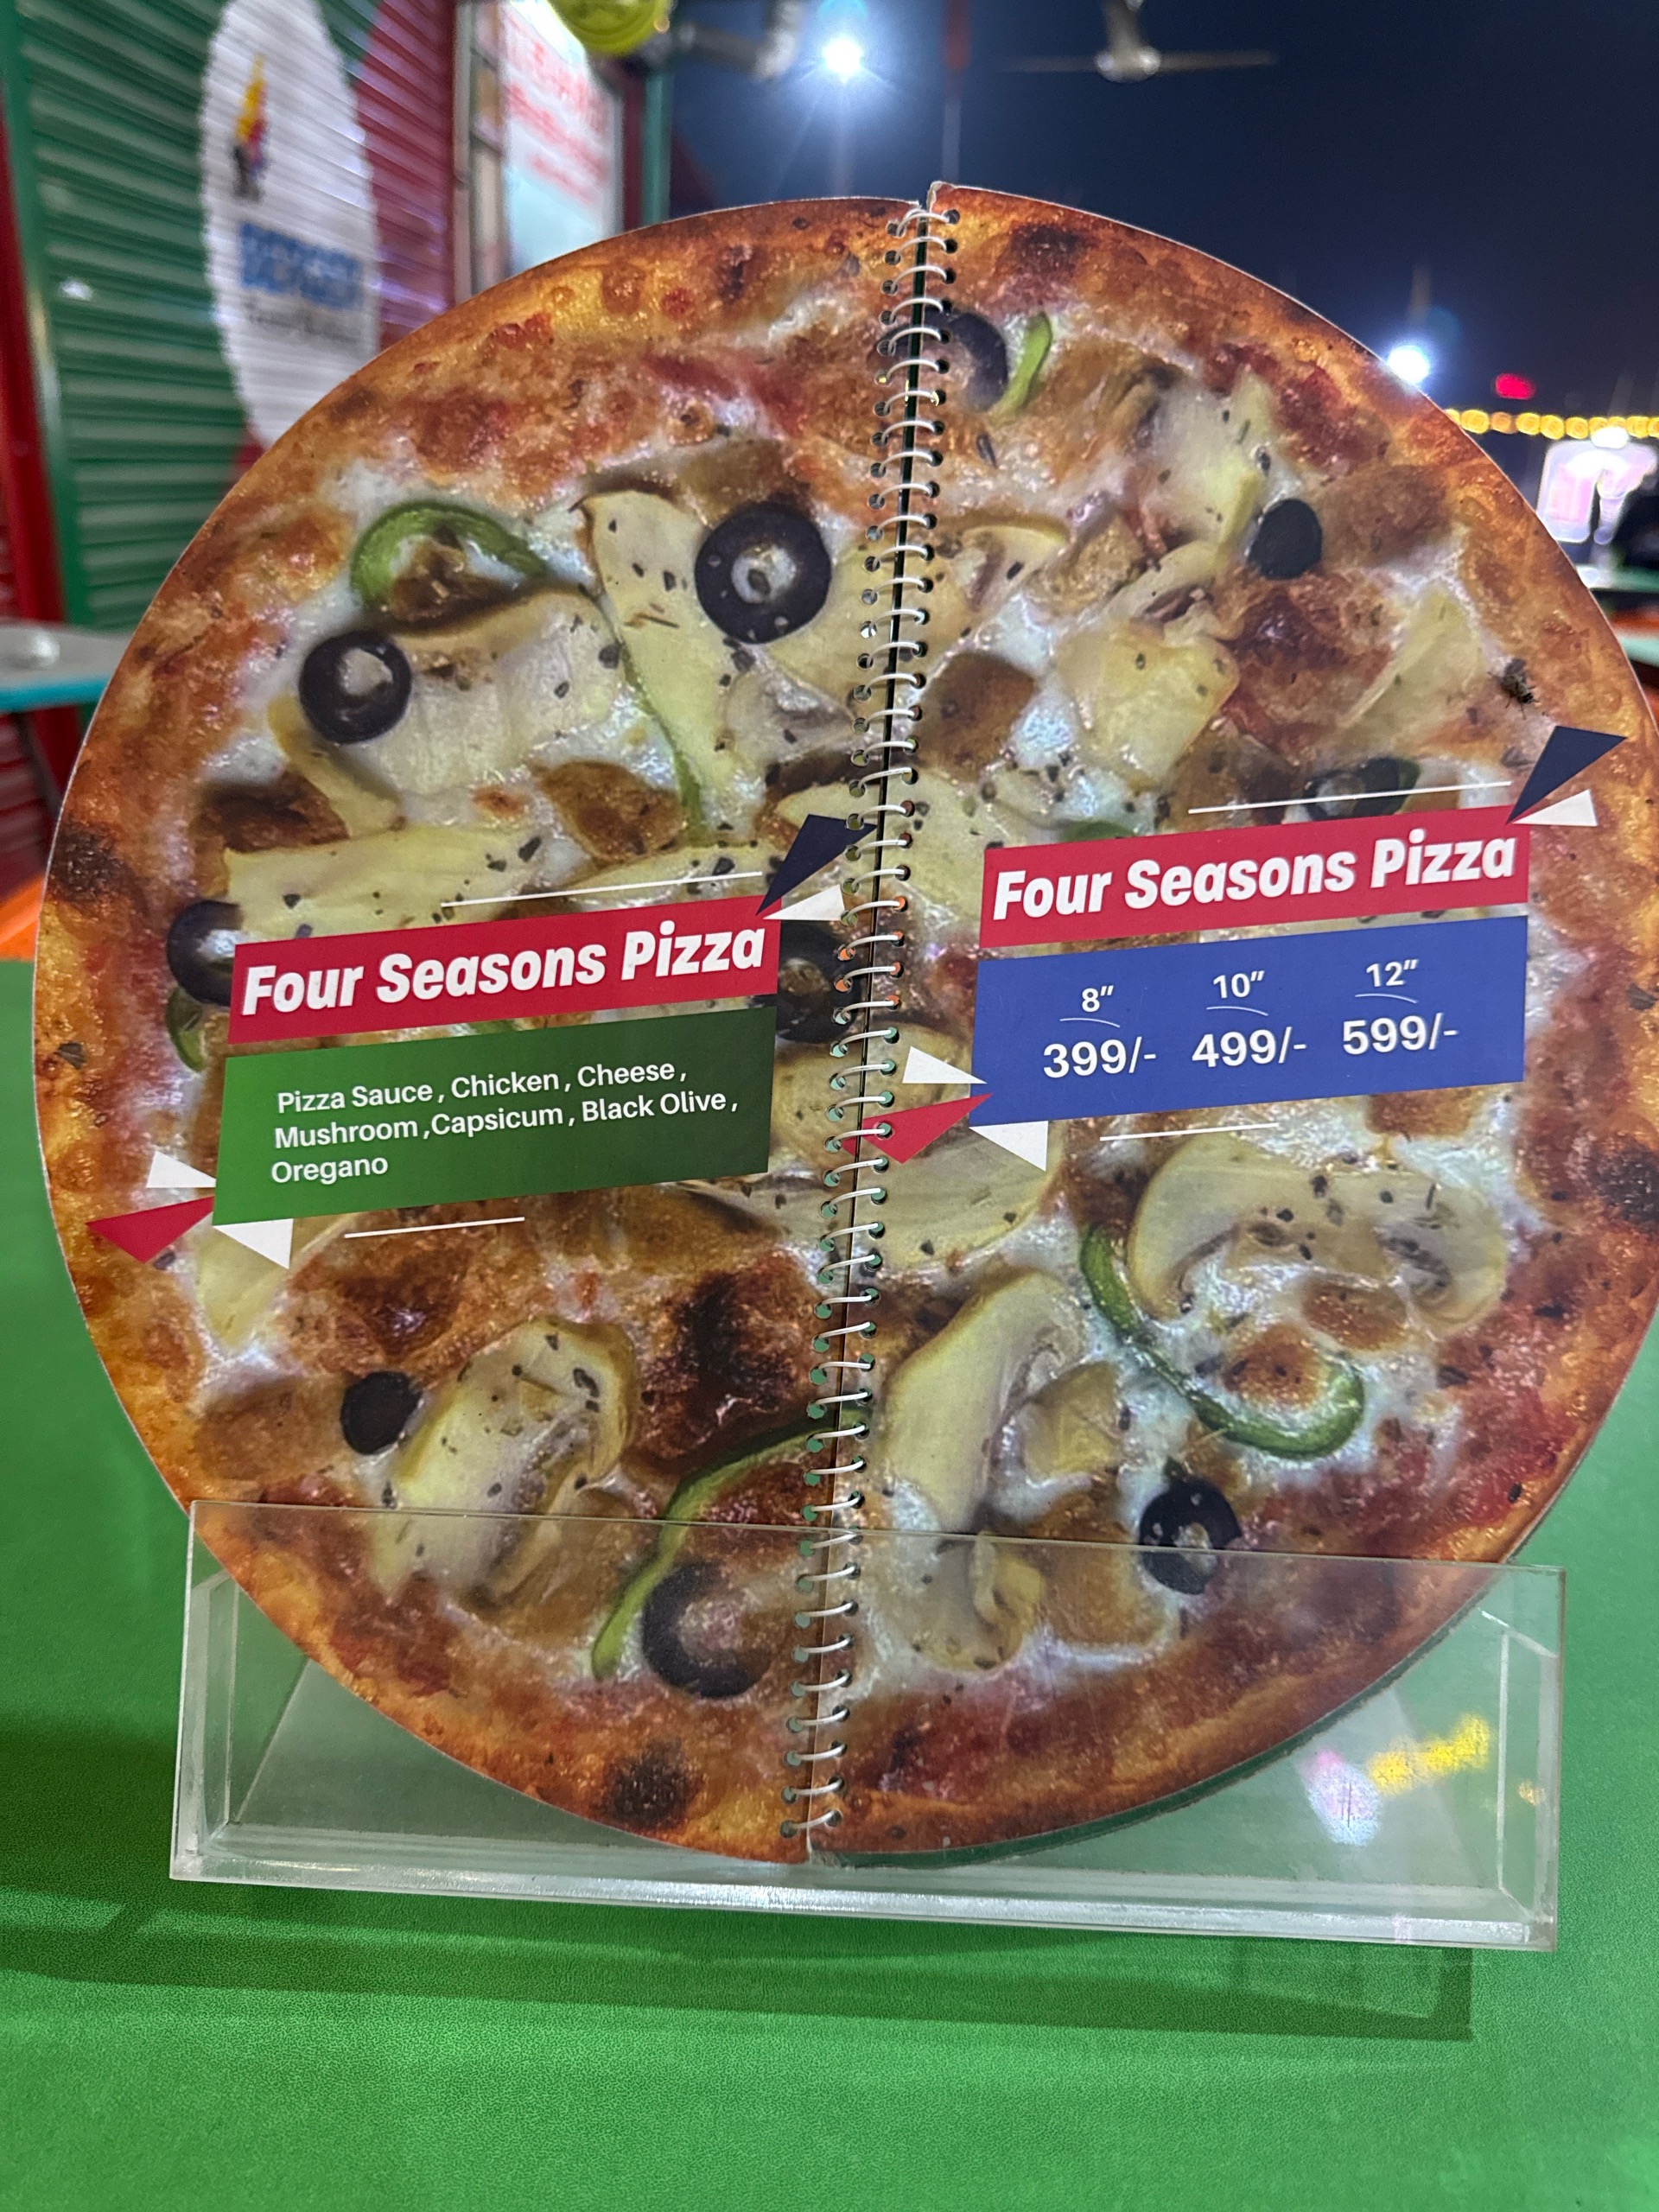 Four Seasons Pizza
Pizza Sauce , Chicken , Cheese ,
Mushroom ,Capsicum , Black Olive ,
Oregano
Four Seasons Pizza
8" 10" 12"
399/- 499/- 599/-